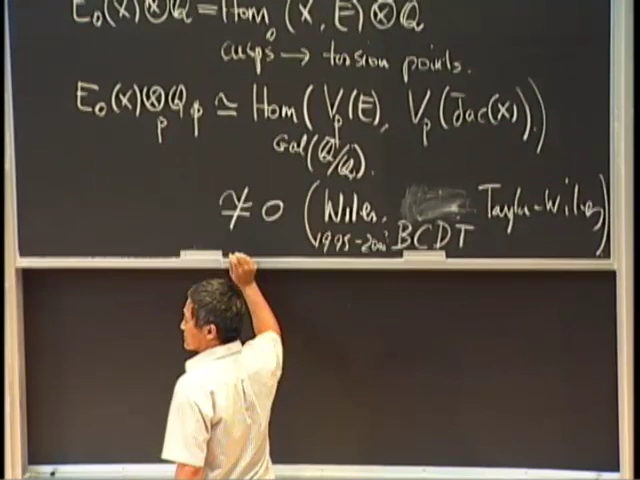 E₀(X)⊗Q = Hom₀(X, E)⊗Q
cusps → torsion points.
E₀(X)⊗Q_p ≃ Hom(V_p(E), V_p(Jac(X)))
Gal(Q̄/Q).
≄ 0 (Wiles, Taylor-Wiles)
1995-2001 BCDT